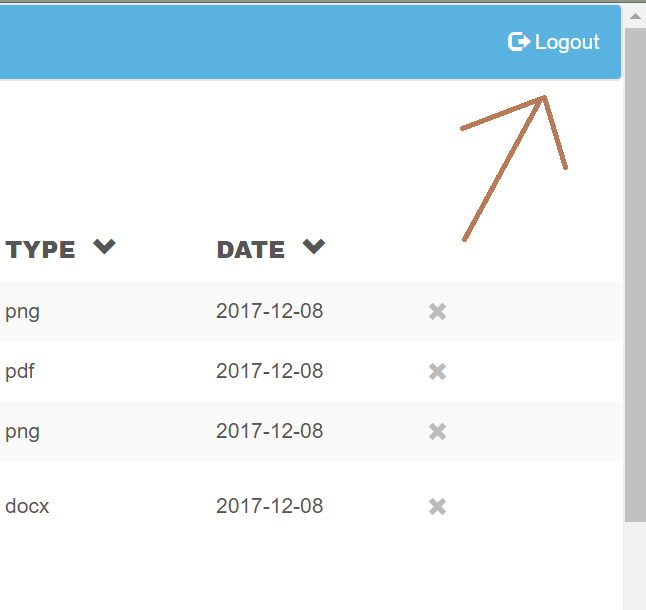 Logout
TYPE DATE
png 2017-12-08
pdf 2017-12-08
png 2017-12-08
docx 2017-12-08